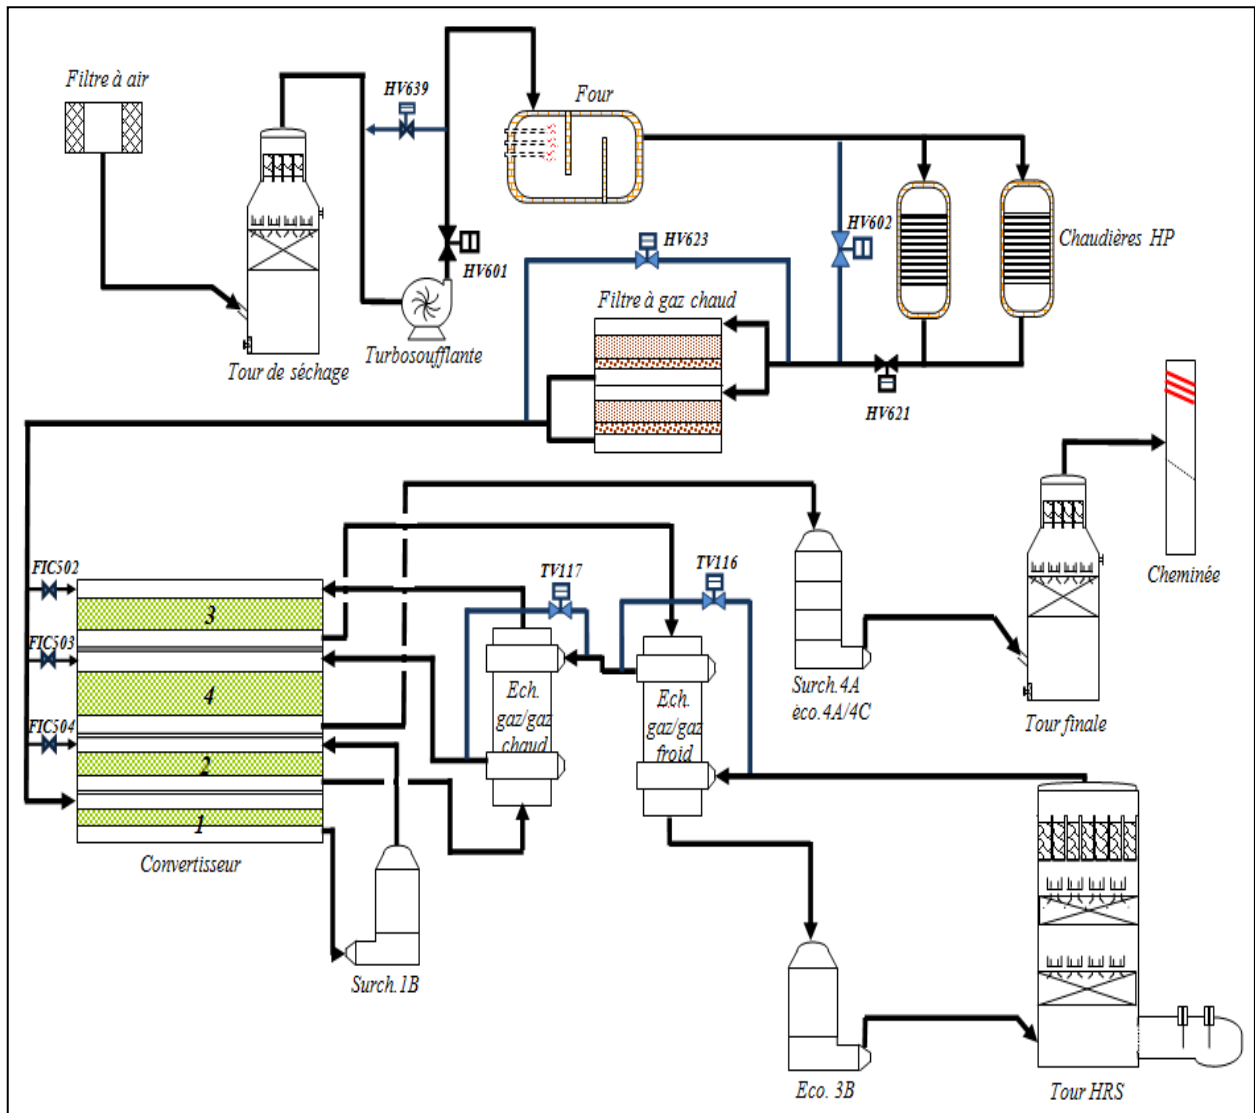 Filtre à air
HV639
Four
HV601
Turbosoufflante
Tour de séchage
HV623
HV602
Chaudières HP
Filtre à gaz chaud
HV621
Cheminée
FIC502
FIC503
FIC504
3
4
2
1
Convertisseur
Surch.1B
TV117
TV116
Ech.
gaz/gaz
chaud
Ech.
gaz/gaz
froid
Surch.4A
èco.4A/4C
Tour finale
Eco. 3B
Tour HRS